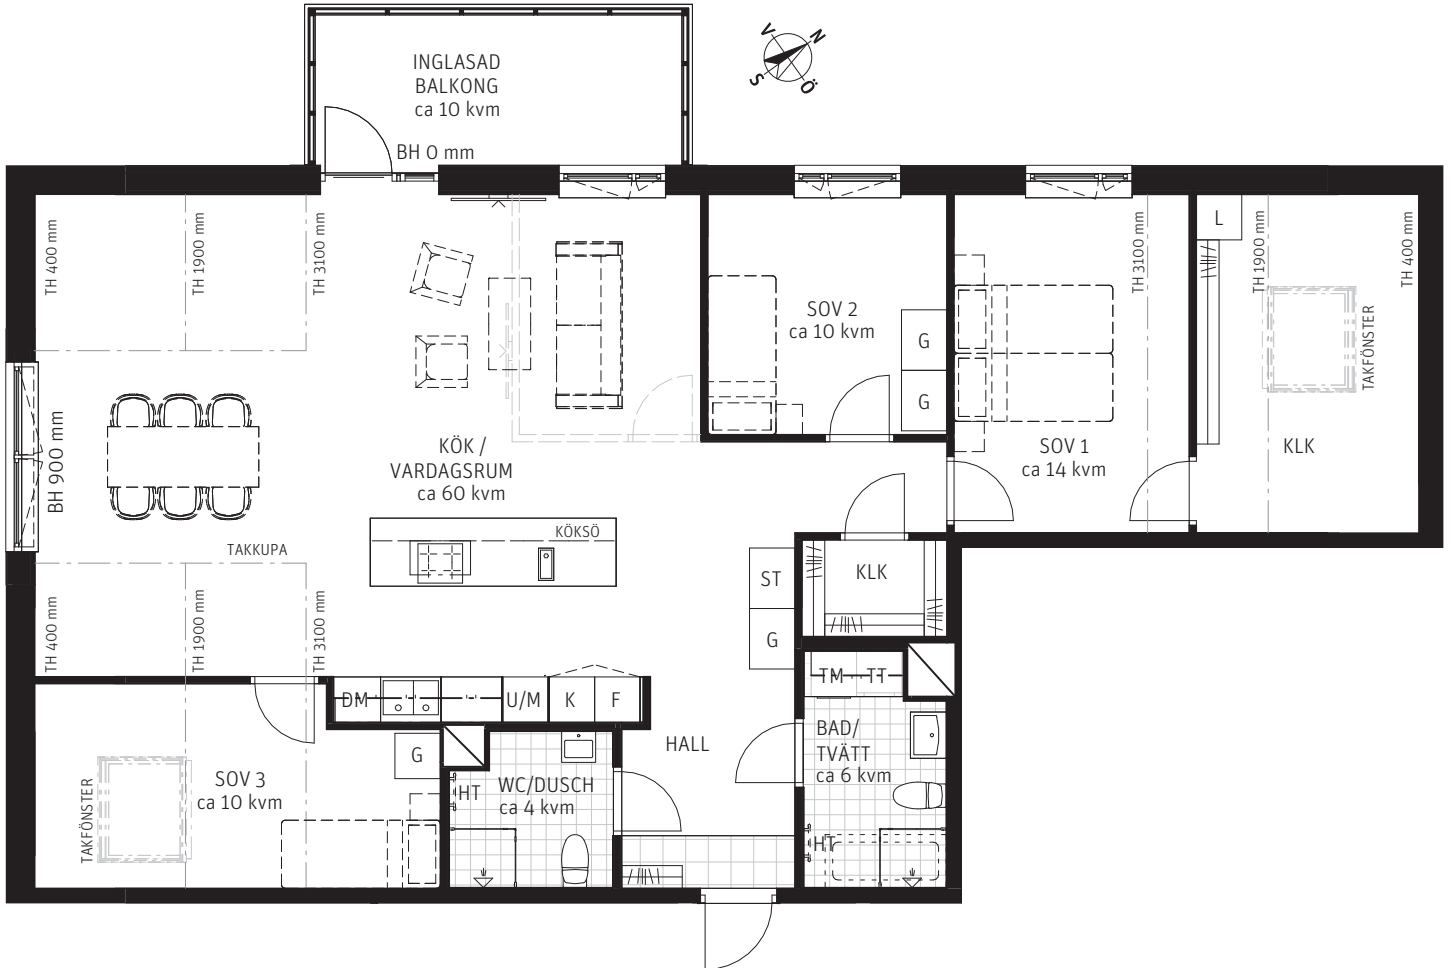 V
N
S
Ö
INGLASAD
BALKONG
ca 10 kvm
BH 0 mm
TH 400 mm
TH 1900 mm
TH 3100 mm
TH 3100 mm
L
TH 1900 mm
TH 400 mm
SOV 2
ca 10 kvm
G
G
TAKFÖNSTER
BH 900 mm
KÖK /
VARDAGSRUM
ca 60 kvm
SOV 1
ca 14 kvm
KLK
KÖKSÖ
TAKKUPA
ST
G
KLK
TH 400 mm
TH 1900 mm
TH 3100 mm
DM
U/M
K
F
TM
TT
HALL
BAD/
TVÄTT
ca 6 kvm
G
TAKFÖNSTER
SOV 3
ca 10 kvm
HT
WC/DUSCH
ca 4 kvm
HT